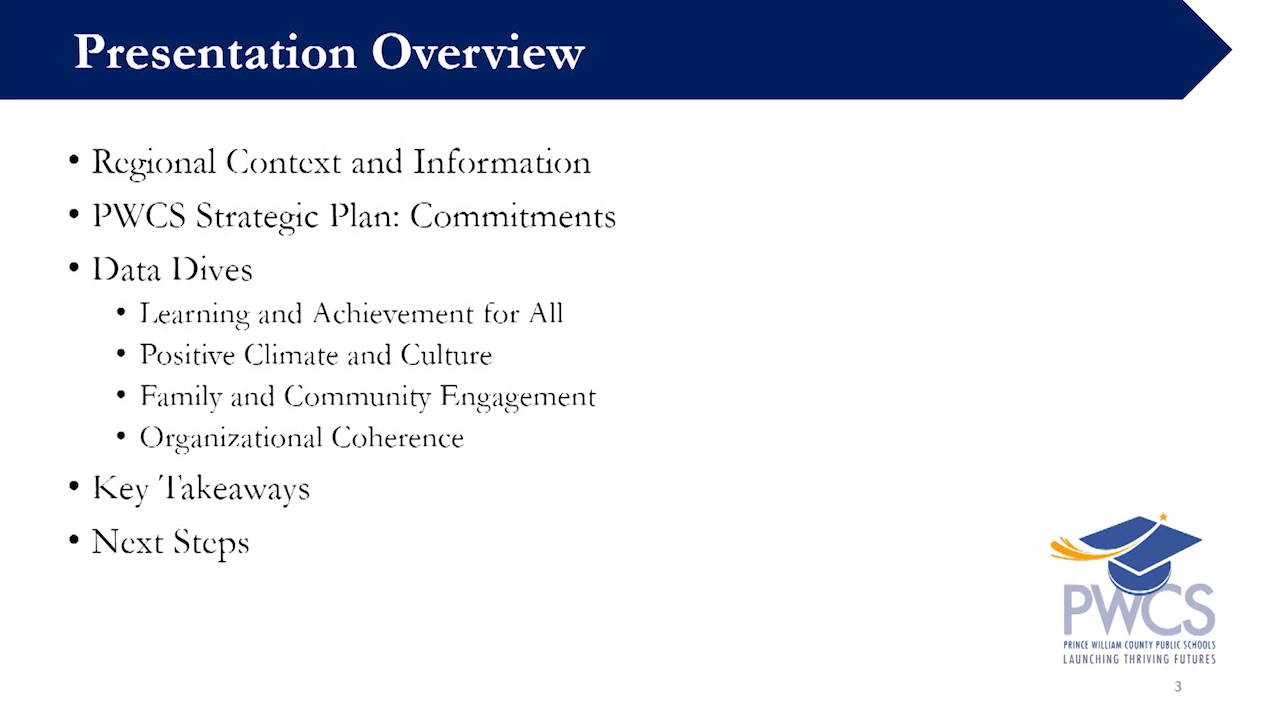 Presentation Overview
• Regional Context and Information
• PWCS Strategic Plan: Commitments
• Data Dives
• Learning and Achievement for All
• Positive Climate and Culture
• Family and Community Engagement
• Organizational Coherence
• Key Takeaways
• Next Steps
PWCS
PRINCE WILLIAM COUNTY PUBLIC SCHOOLS
LAUNCHING THRIVING FUTURES
3